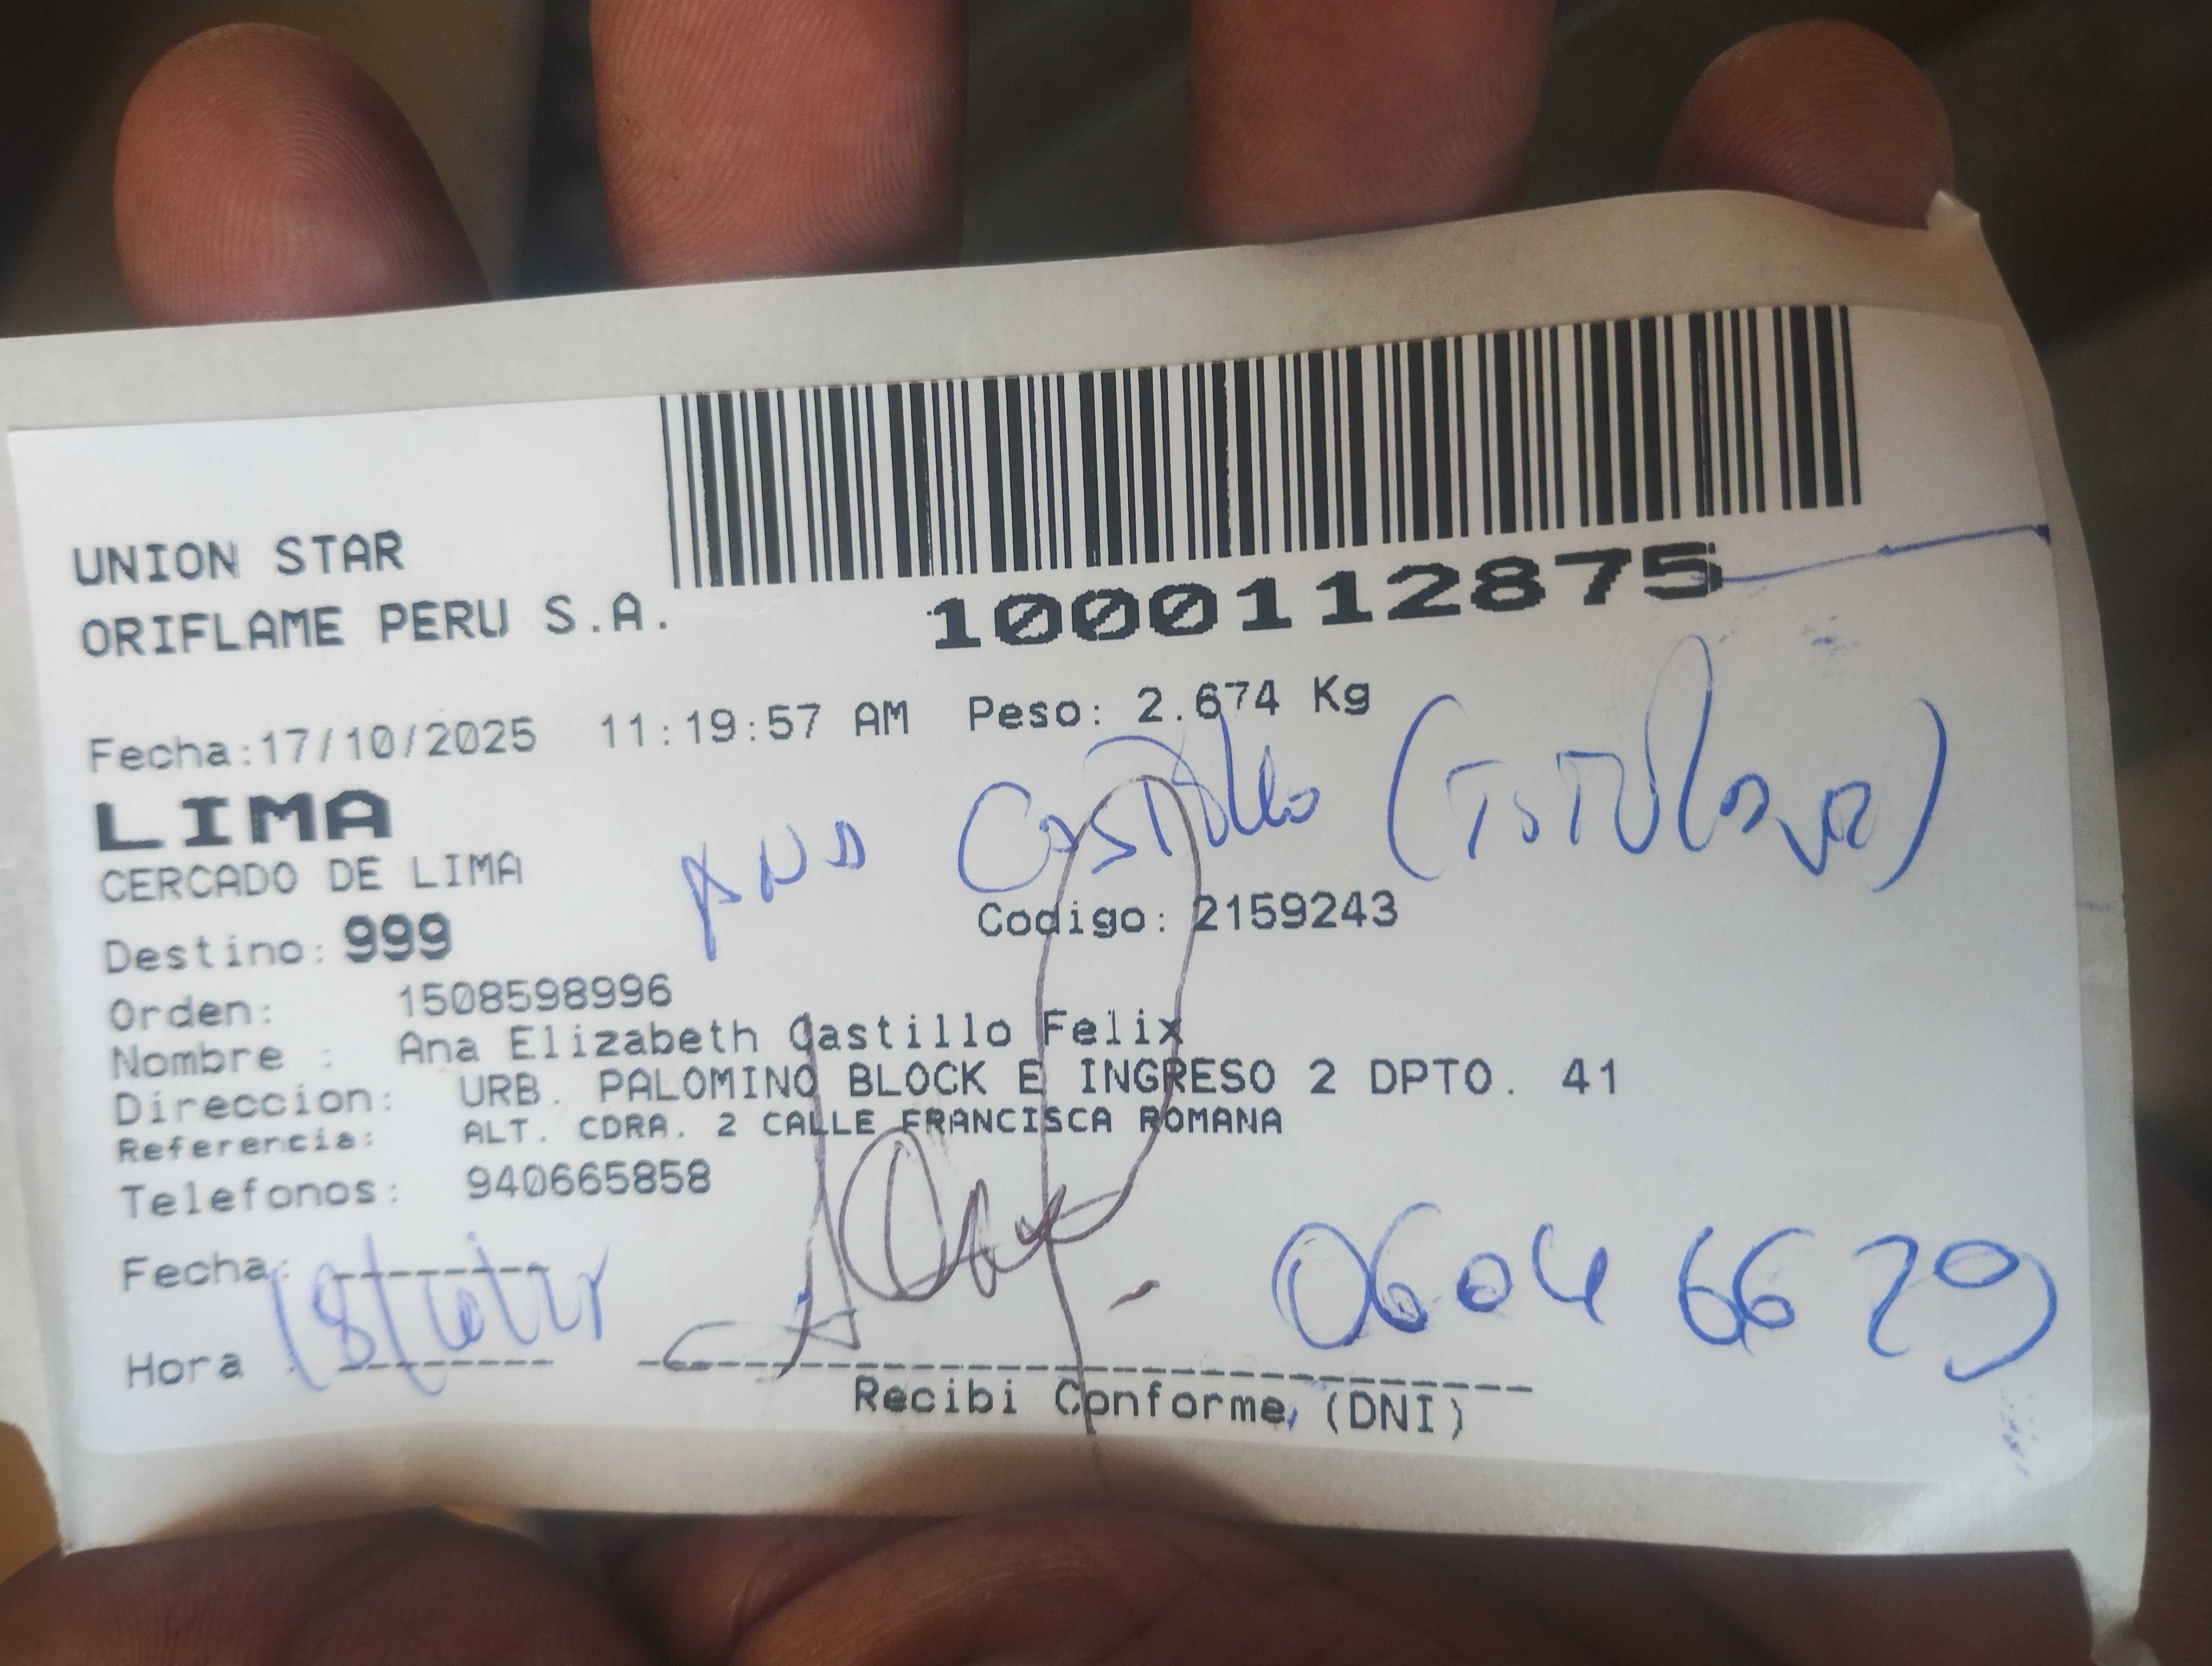 UNION STAR
ORIFLAME PERU S.A.
1000112875
Fecha:17/10/2025 11:19:57 AM Peso: 2.674 Kg
LIMA
CERCADO DE LIMA
Ana Castillo (Titular)
Destino: 999
Codigo: 2159243
Orden: 1508598996
Nombre : Ana Elizabeth Castillo Felix
Direccion: URB. PALOMINO BLOCK E INGRESO 2 DPTO. 41
Referencia: ALT. CDRA. 2 CALLE FRANCISCA ROMANA
Telefonos: 940665858
Fecha:
06046629
Hora :
Recibi Conforme, (DNI)